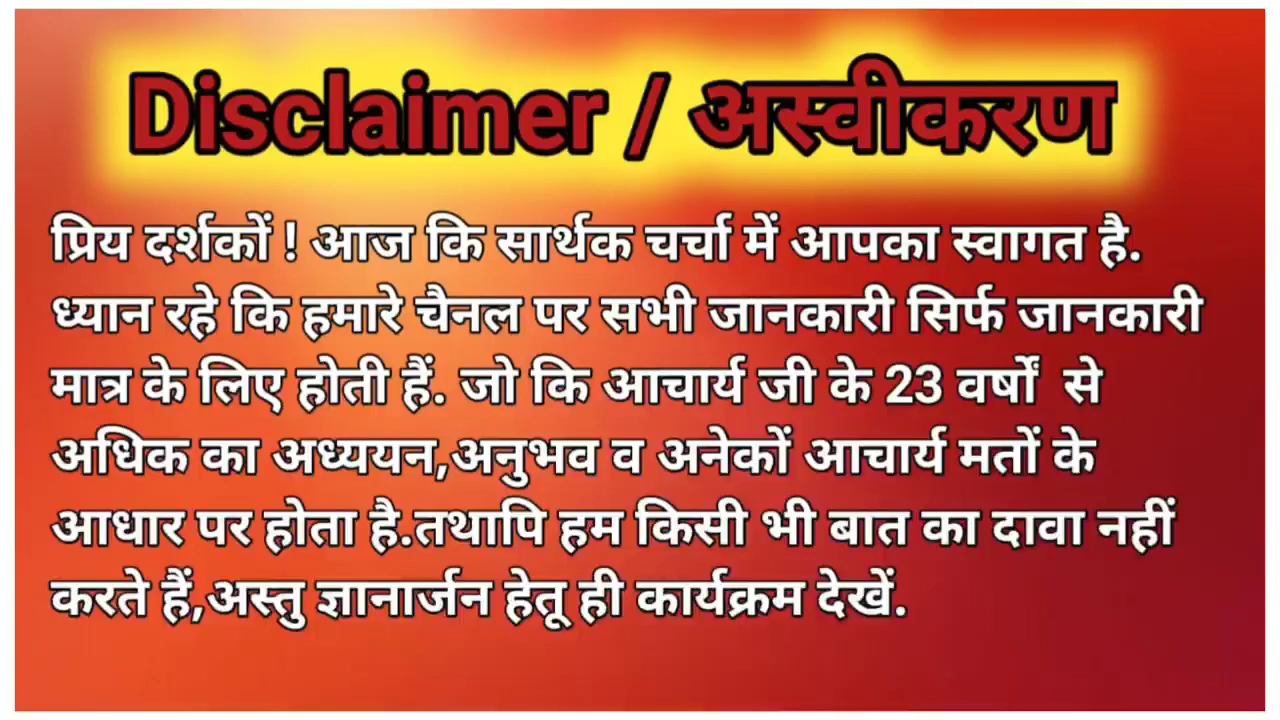 Disclaimer / अस्वीकरण
प्रिय दर्शकों ! आज कि सार्थक चर्चा में आपका स्वागत है.
ध्यान रहे कि हमारे चैनल पर सभी जानकारी सिर्फ जानकारी
मात्र के लिए होती हैं. जो कि आचार्य जी के 23 वर्षों से
अधिक का अध्ययन,अनुभव व अनेकों आचार्य मतों के
आधार पर होता है.तथापि हम किसी भी बात का दावा नहीं
करते हैं,अस्तु ज्ञानार्जन हेतू ही कार्यक्रम देखें.